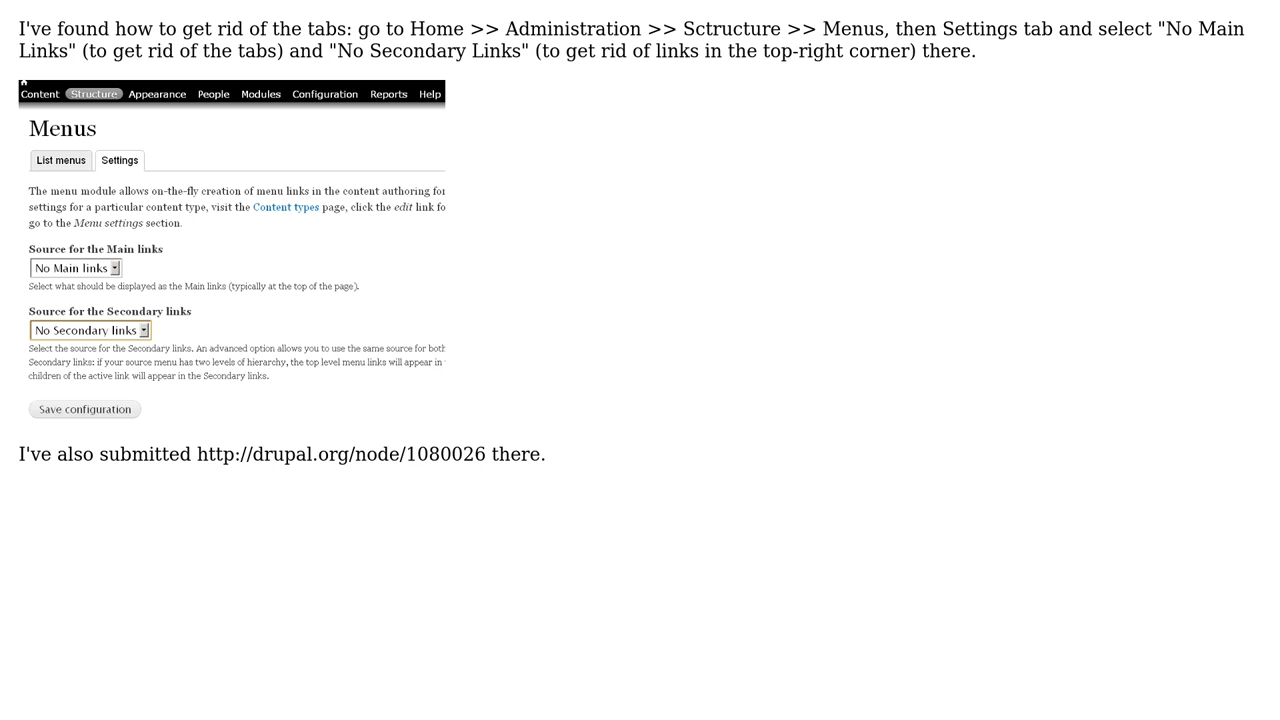 I've found how to get rid of the tabs: go to Home >> Administration >> Sctructure >> Menus, then Settings tab and select "No Main
Links" (to get rid of the tabs) and "No Secondary Links" (to get rid of links in the top-right corner) there.
Content Structure Appearance People Modules Configuration Reports Help
Menus
List menus Settings
The menu module allows on-the-fly creation of menu links in the content authoring for
settings for a particular content type, visit the Content types page, click the edit link fo
go to the Menu settings section.
Source for the Main links
No Main links
Select what should be displayed as the Main links (typically at the top of the page).
Source for the Secondary links
No Secondary links
Select the source for the Secondary links. An advanced option allows you to use the same source for both
Secondary links: if your source menu has two levels of hierarchy, the top level menu links will appear in
children of the active link will appear in the Secondary links.
Save configuration
I've also submitted http://drupal.org/node/1080026 there.